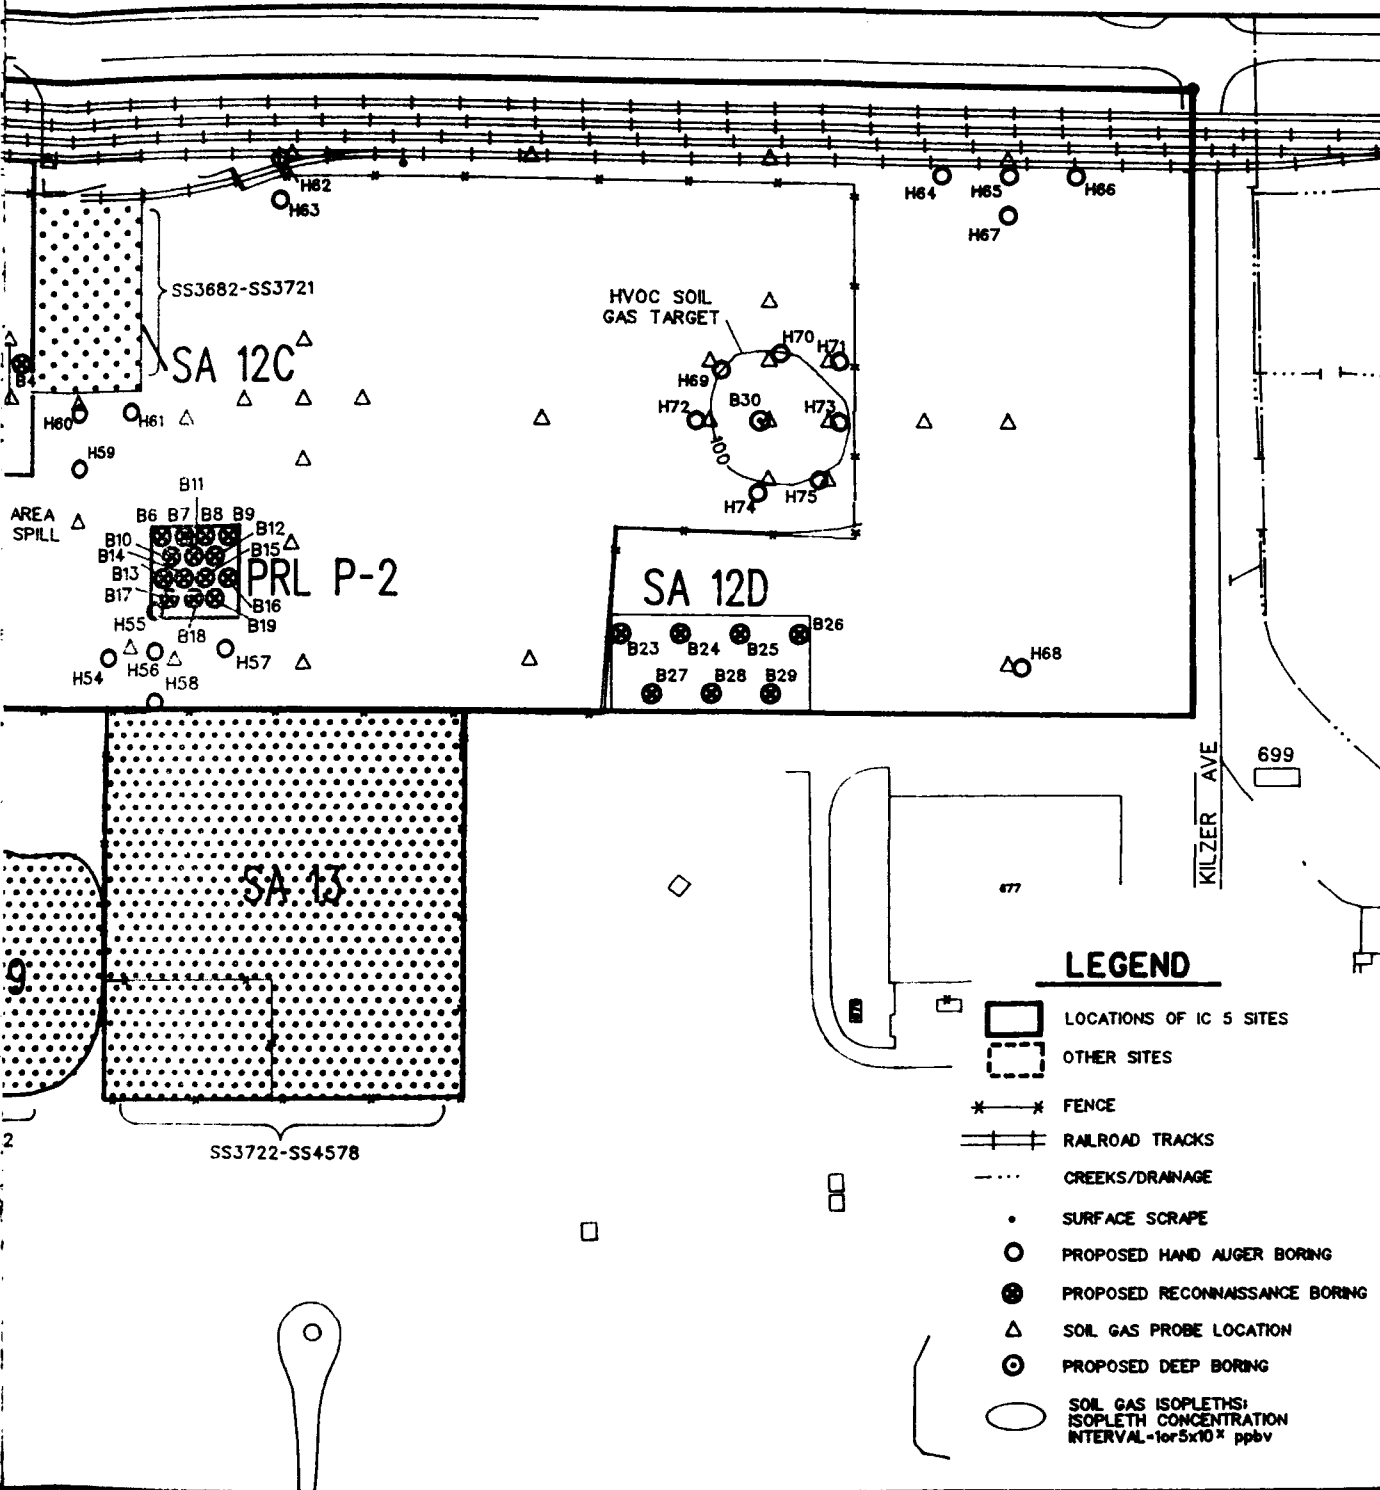 H62
H63
H64
H65
H66
H67
SS3682-SS3721
HVOC SOIL
GAS TARGET
SA 12C
B4
H70
H71
H69
H60
H61
H72
B30
H73
100
H59
H74
H75
B11
AREA
SPILL
B6 B7 B8 B9
B12
B10
B14
B15
B13
PRL P-2
SA 12D
B17
B16
H55
B18
B19
B23
B24
B25
B26
H54
H56
H57
H58
B27
B28
B29
H68
KILZER AVE
699
SA 13
677
9
2
SS3722-SS4578
LEGEND
LOCATIONS OF IC 5 SITES
OTHER SITES
FENCE
RAILROAD TRACKS
CREEKS/DRAINAGE
SURFACE SCRAPE
PROPOSED HAND AUGER BORING
PROPOSED RECONNAISSANCE BORING
SOIL GAS PROBE LOCATION
PROPOSED DEEP BORING
SOIL GAS ISOPLETHS;
ISOPLETH CONCENTRATION
INTERVAL-1or5x10ˣ ppbv